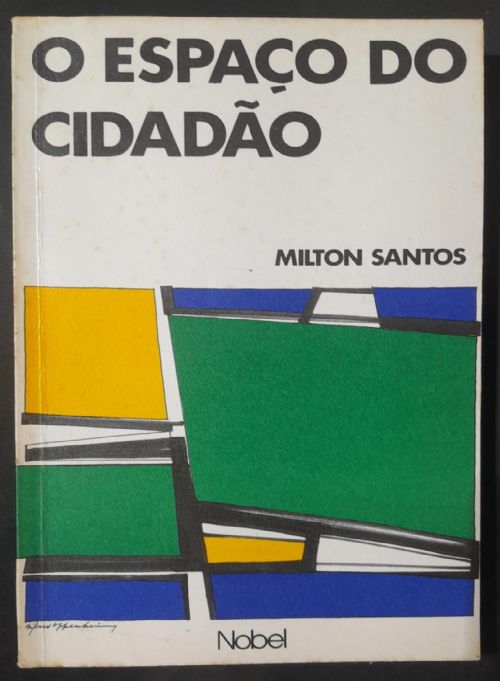 O ESPAÇO DO
CIDADÃO
MILTON SANTOS
Nobel